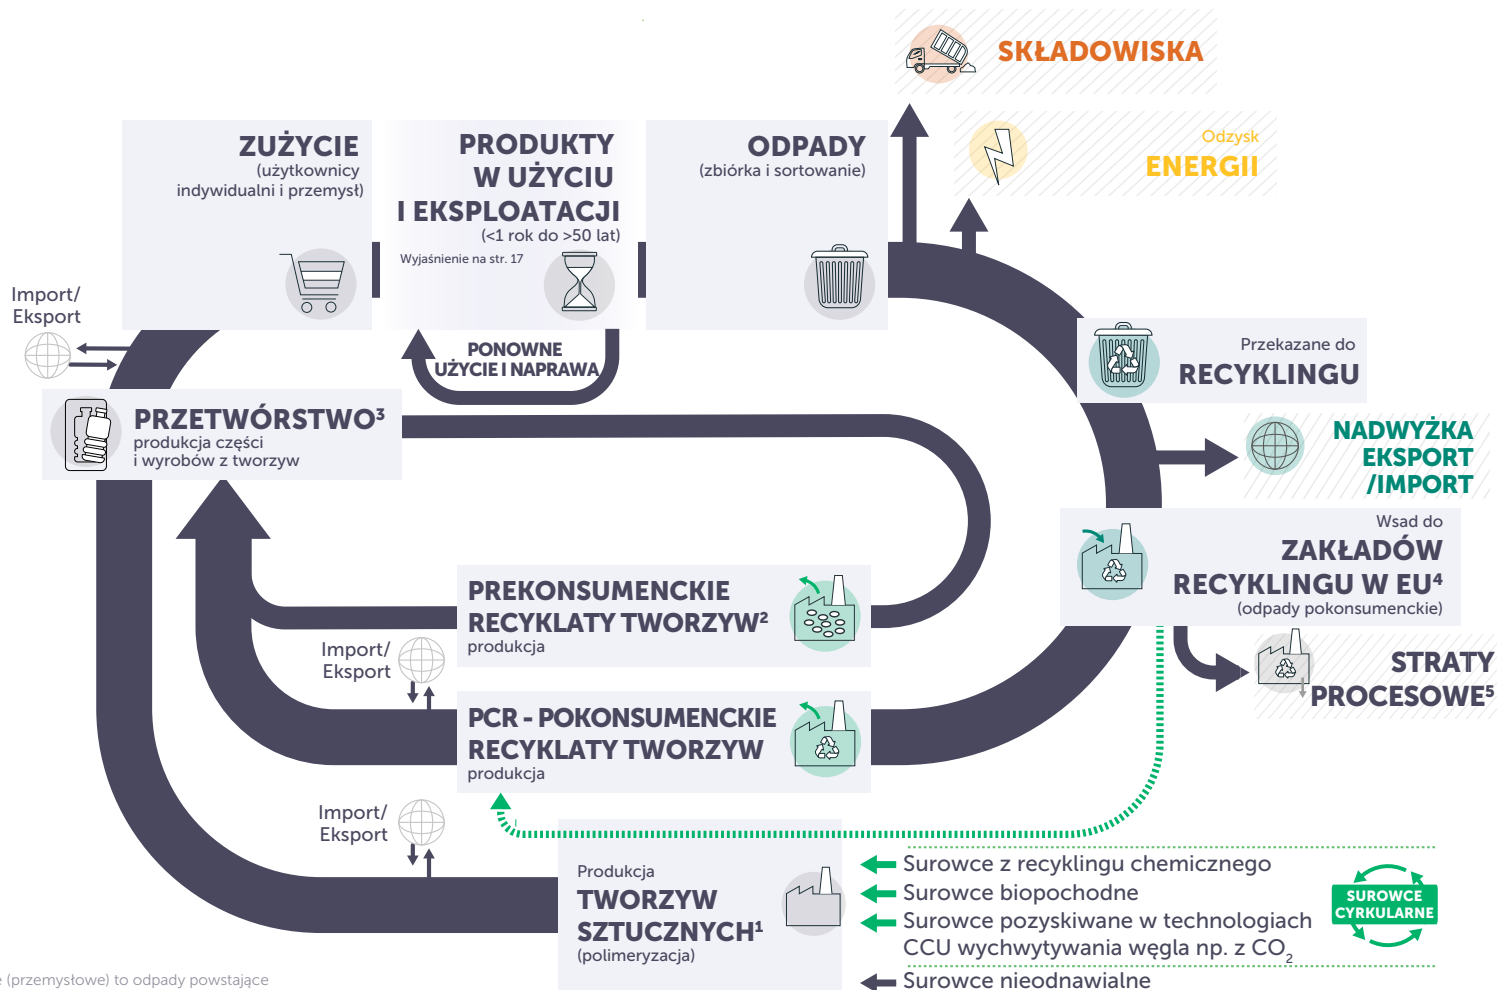 SKŁADOWISKA
Odzysk
ENERGII
ZUŻYCIE
(użytkownicy
indywidualni i przemysł)
PRODUKTY
W UŻYCIU
I EKSPLOATACJI
(<1 rok do >50 lat)
Wyjaśnienie na str. 17
ODPADY
(zbiórka i sortowanie)
Import/
Eksport
PONOWNE
UŻYCIE I NAPRAWA
Przekazane do
RECYKLINGU
PRZETWÓRSTWO³
produkcja części
i wyrobów z tworzyw
NADWYŻKA
EKSPORT
/IMPORT
Wsad do
ZAKŁADÓW
RECYKLINGU W EU⁴
(odpady pokonsumenckie)
PREKONSUMENCKIE
RECYKLATY TWORZYW²
produkcja
Import/
Eksport
STRATY
PROCESOWE⁵
PCR - POKONSUMENCKIE
RECYKLATY TWORZYW
produkcja
Import/
Eksport
Produkcja
TWORZYW
SZTUCZNYCH¹
(polimeryzacja)
Surowce z recyklingu chemicznego
Surowce biopochodne
Surowce pozyskiwane w technologiach
CCU wychwytywania węgla np. z CO₂
SUROWCE
CYRKULARNE
Surowce nieodnawialne
e (przemysłowe) to odpady powstające